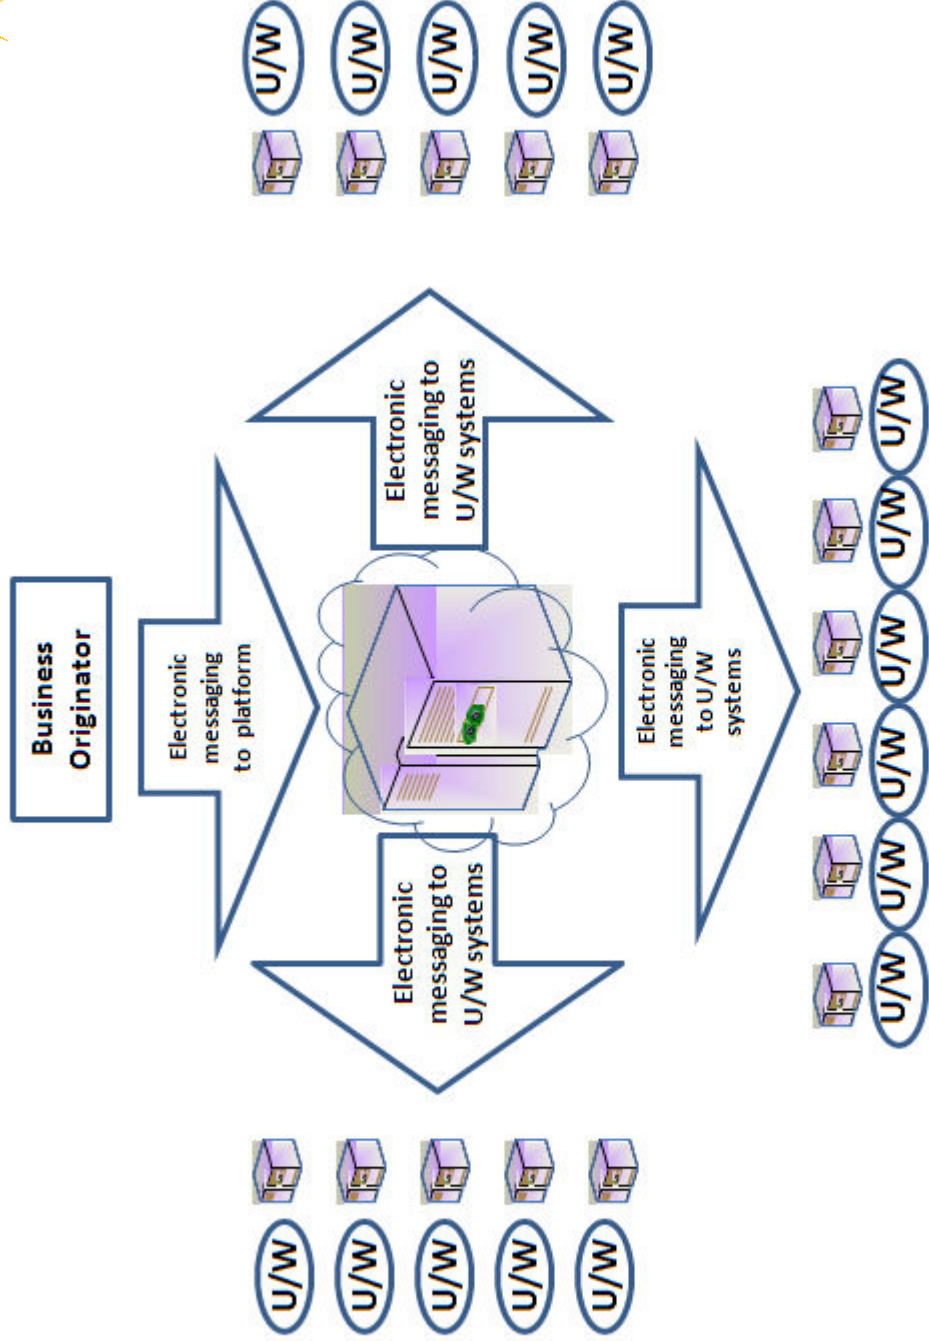 Business
Originator
Electronic
messaging
to platform
U/W
U/W
U/W
U/W
U/W
Electronic
messaging to
U/W systems
Electronic
messaging to
U/W systems
U/W
U/W
U/W
U/W
U/W
Electronic
messaging
to U/W
systems
U/W
U/W
U/W
U/W
U/W
U/W